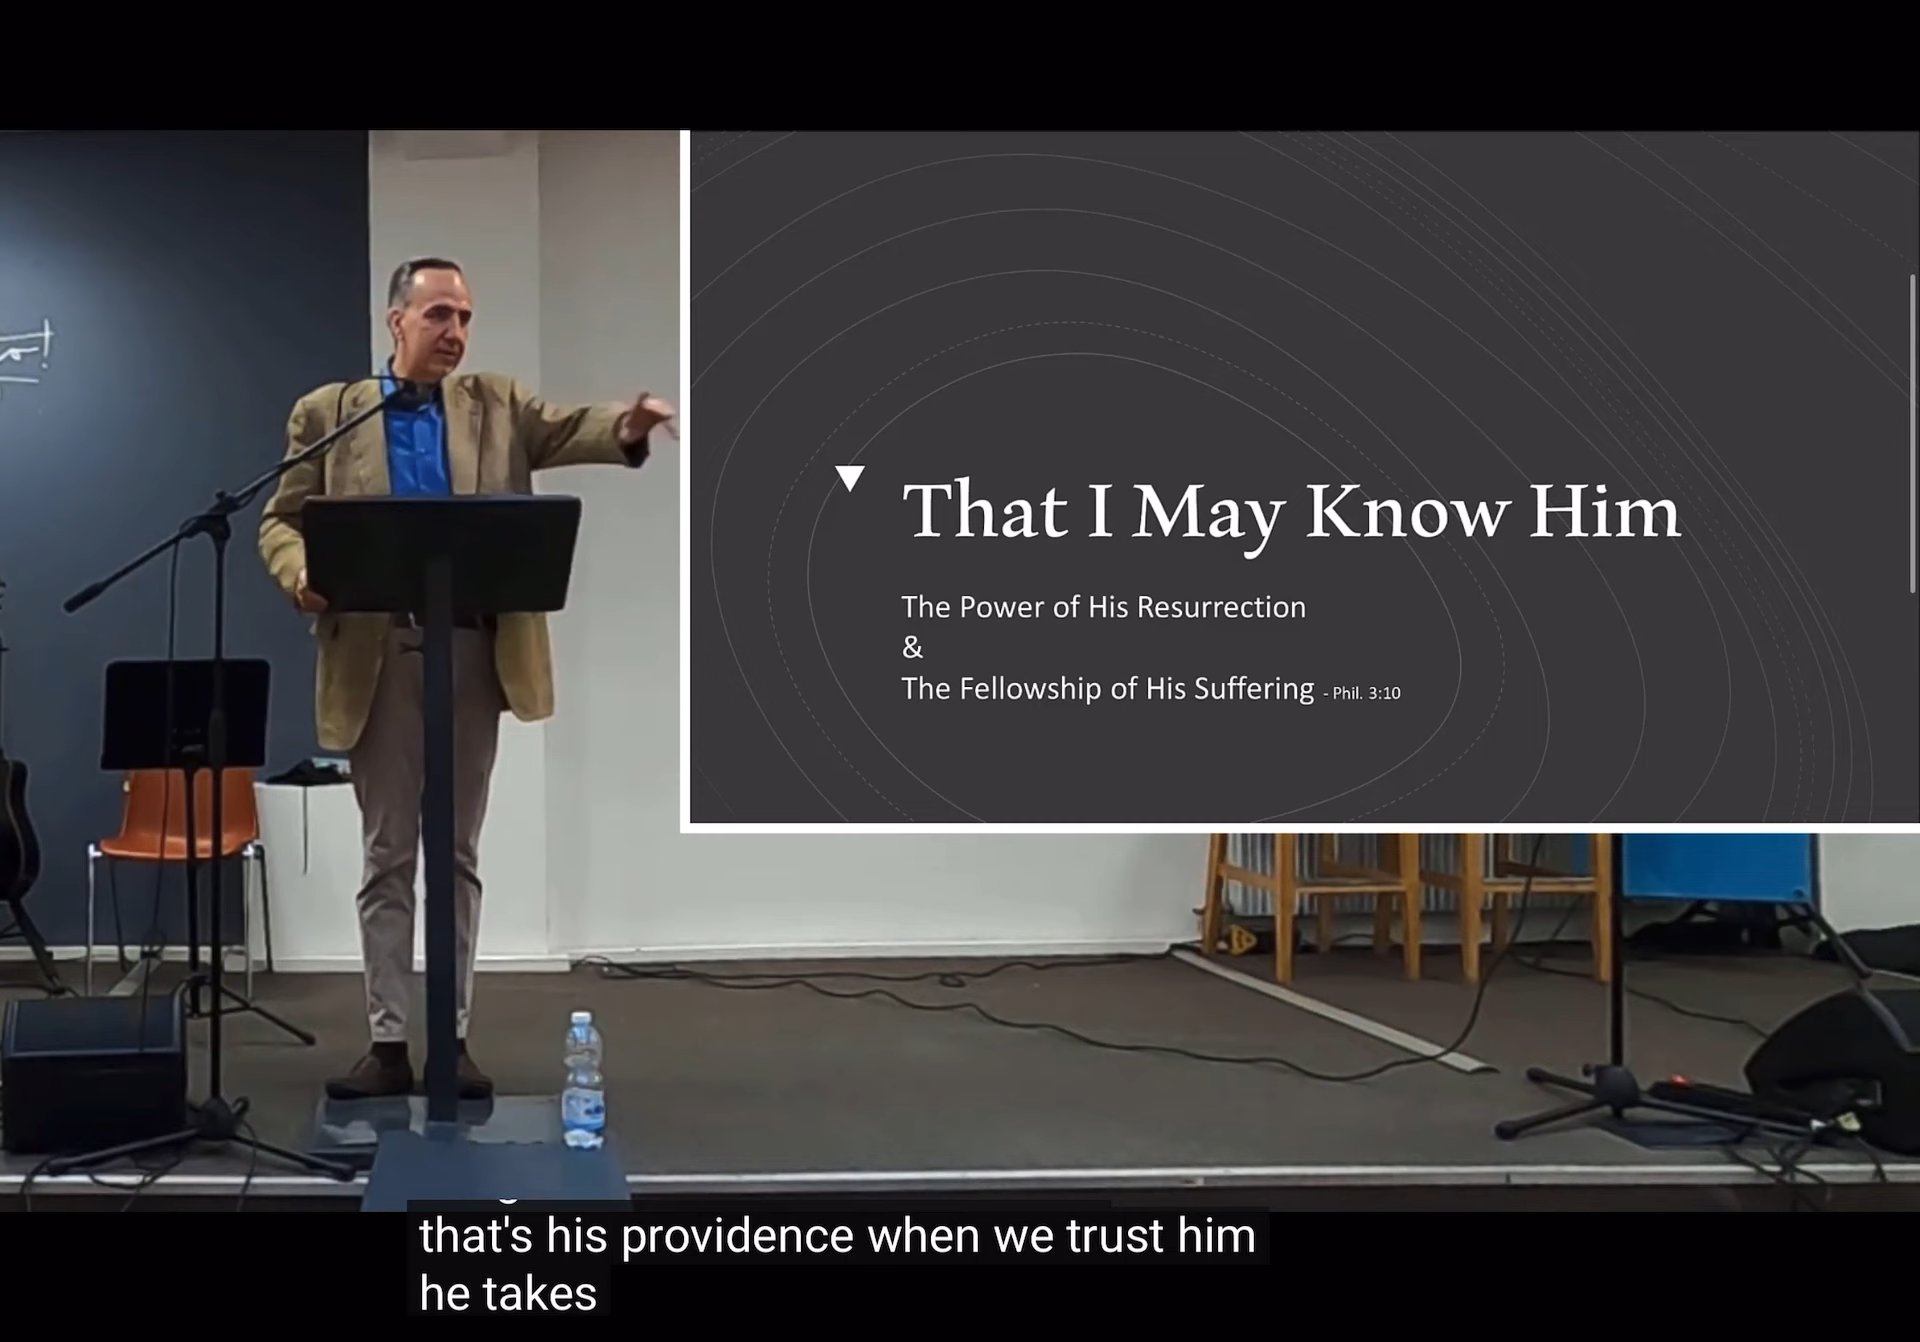 That I May Know Him
The Power of His Resurrection
&
The Fellowship of His Suffering - Phil. 3:10
that's his providence when we trust him
he takes